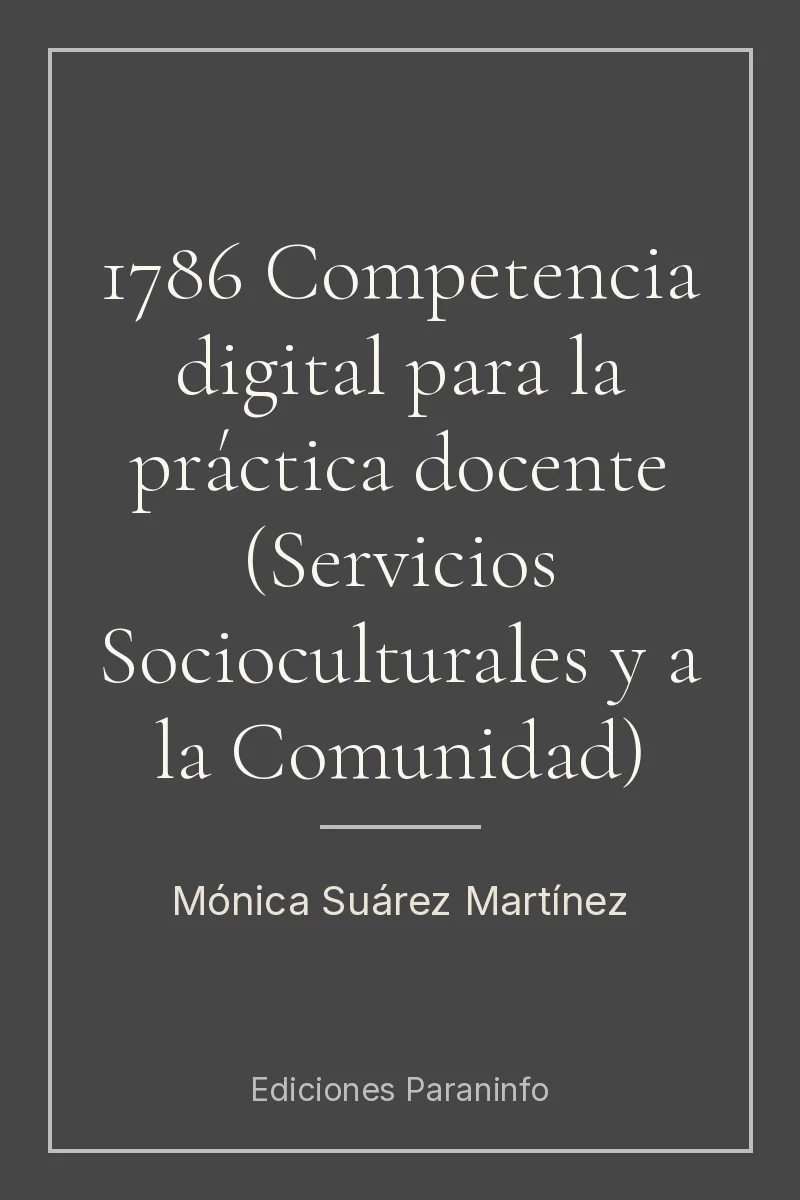 1786 Competencia
digital para la
práctica docente
(Servicios
Socioculturales y a
la Comunidad)
Mónica Suárez Martínez
Ediciones Paraninfo